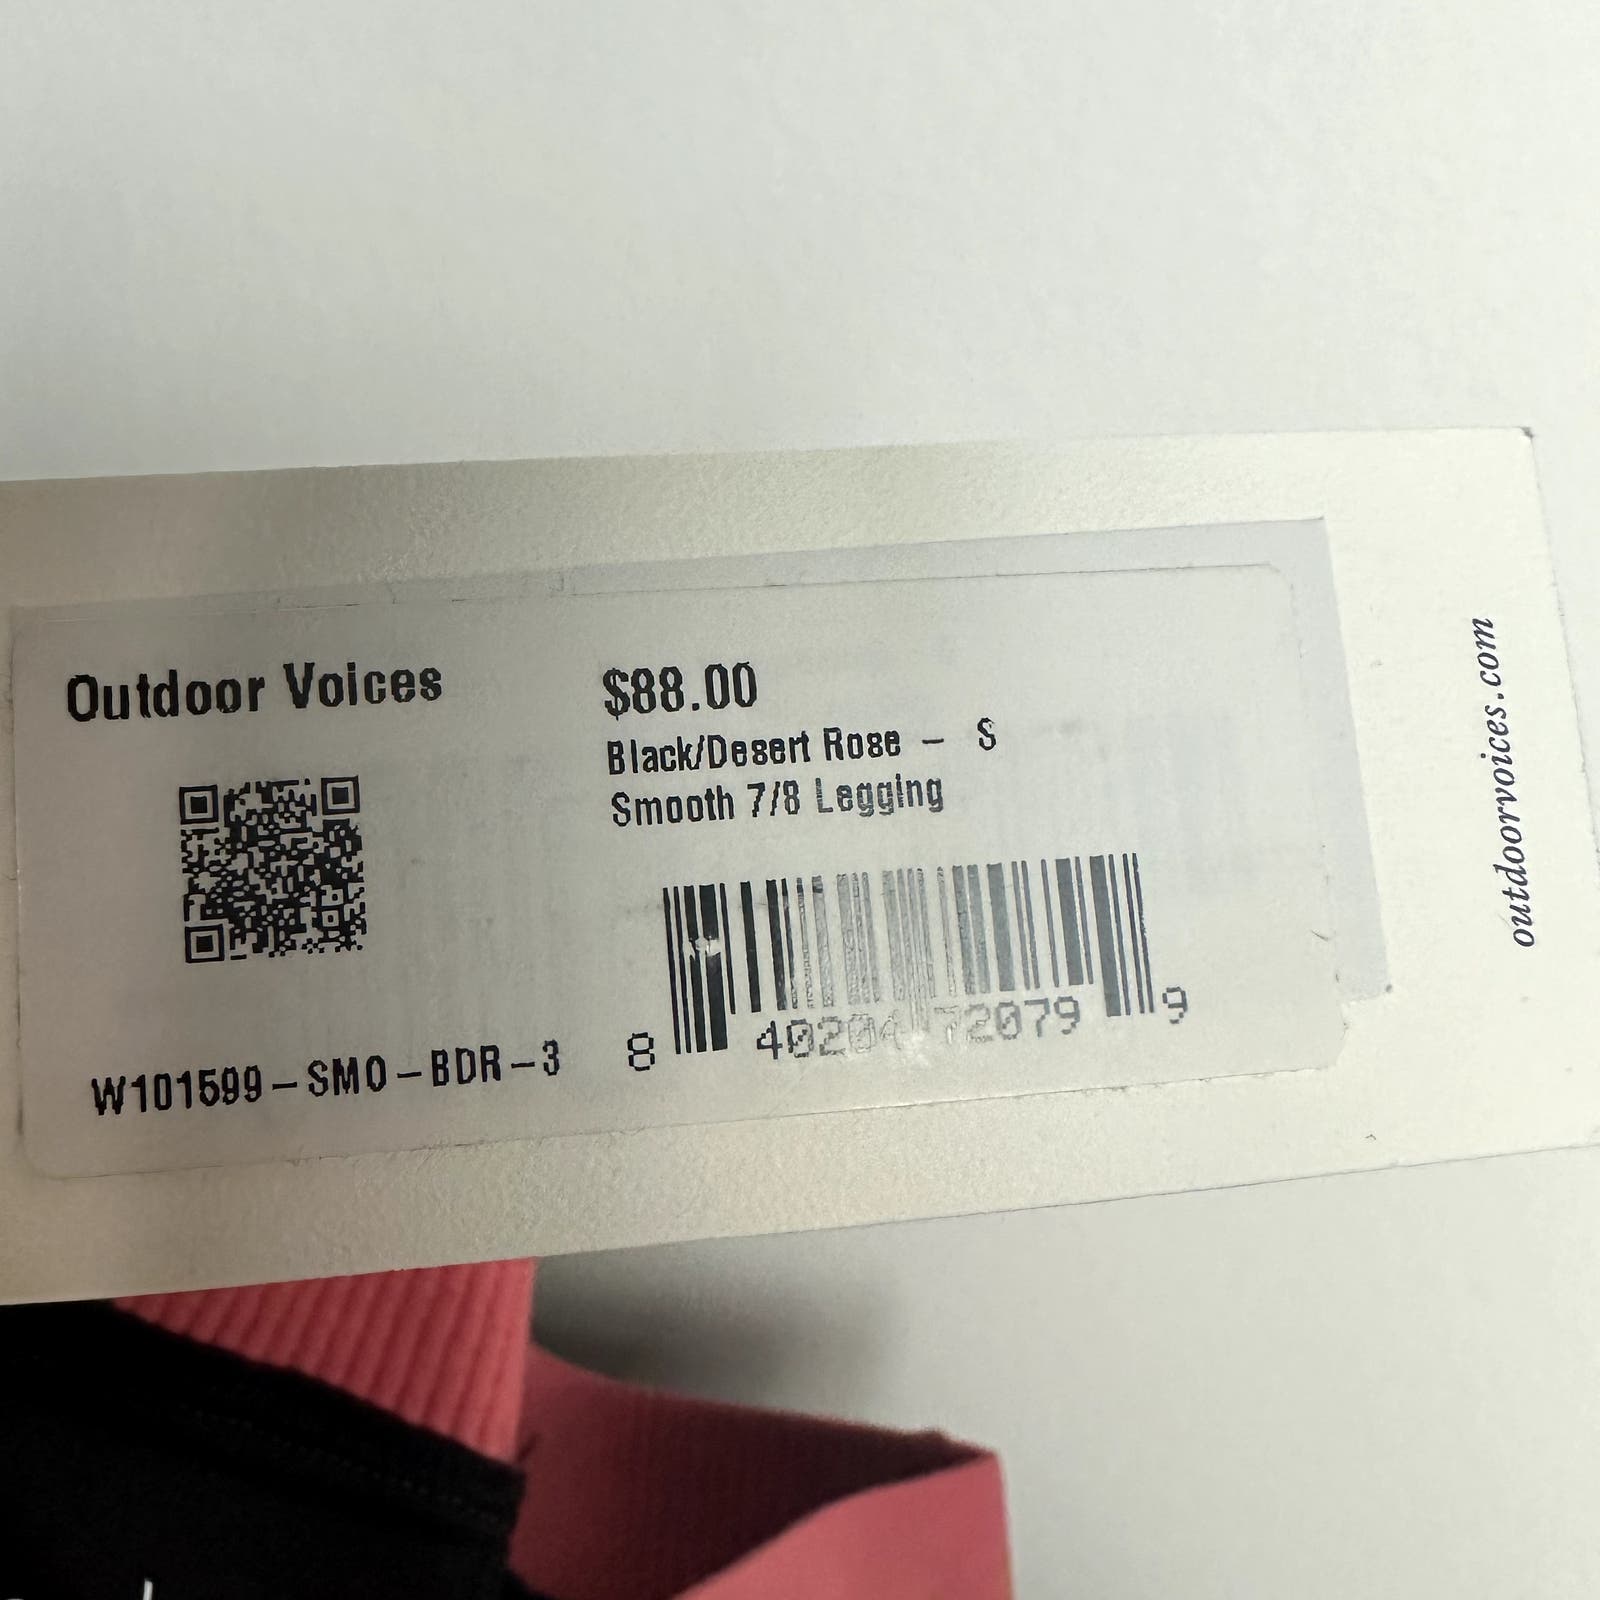 Outdoor Voices
$88.00
Black/Desert Rose - S
Smooth 7/8 Legging
8 40204 72079 9
W101599-SMO-BDR-3
outdoorvoices.com